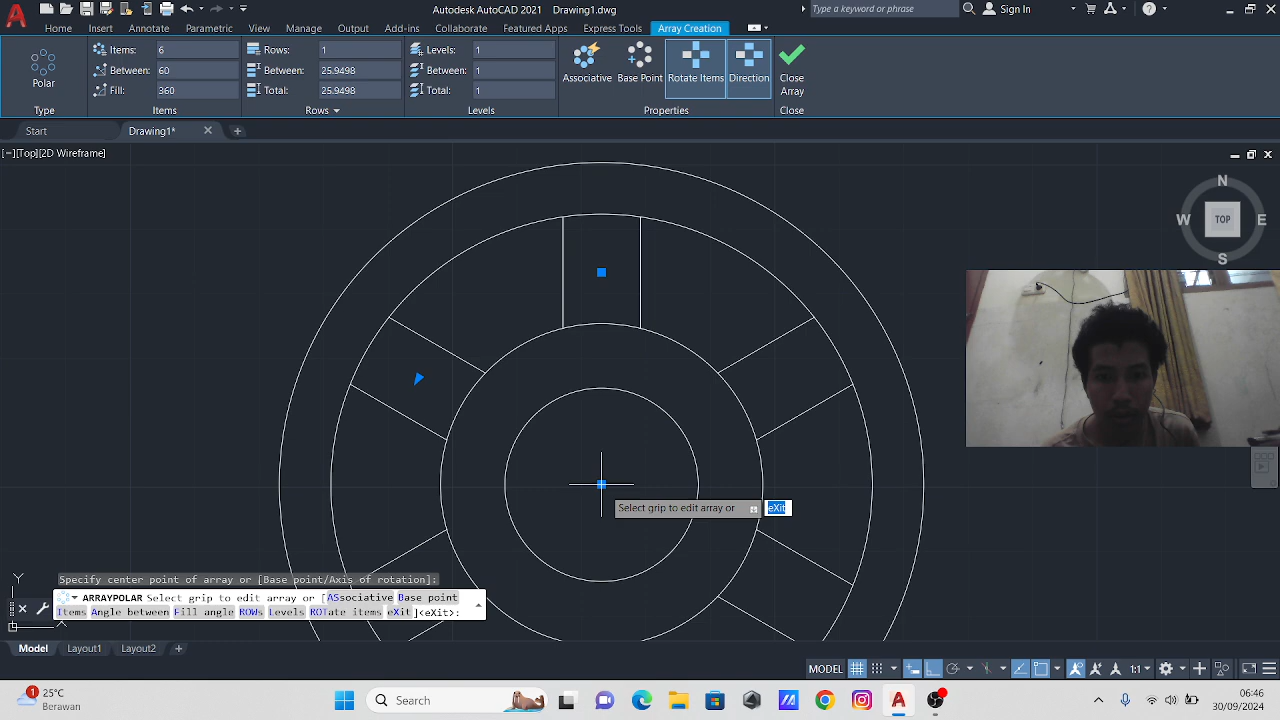 Autodesk AutoCAD 2021 Drawing1.dwg
Type a keyword or phrase
Sign In
Home Insert Annotate Parametric View Manage Output Add-ins Collaborate Featured Apps Express Tools Array Creation
Polar
Type
Items: 6
Between: 60
Fill: 360
Items
Rows: 1
Between: 25.9498
Total: 25.9498
Rows
Levels: 1
Between: 1
Total: 1
Levels
Associative
Base Point
Rotate Items
Direction
Properties
Close
Array
Close
Start
Drawing1*
[−][Top][2D Wireframe]
N
W
TOP
E
S
Select grip to edit array or
eXit
Specify center point of array or [Base point/Axis of rotation]:
Y
ARRAYPOLAR Select grip to edit array or [ASsociative Base point
Items Angle between Fill angle ROWs Levels ROTate items eXit]<eXit>:
Model Layout1 Layout2
MODEL
1:1
1
25°C
Berawan
Search
06:46
30/09/2024